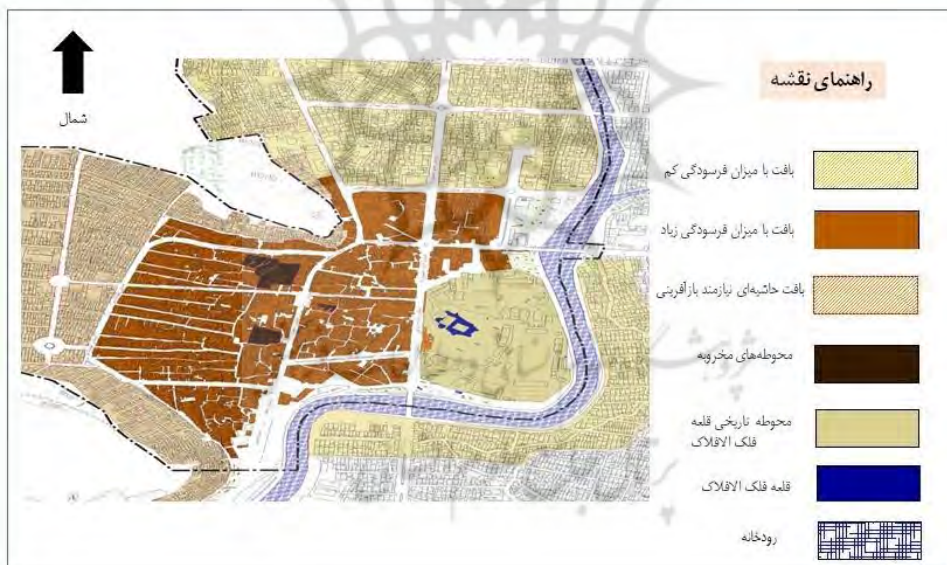 راهنمای نقشه
شمال
بافت با میزان فرسودگی کم
بافت با میزان فرسودگی زیاد
بافت حاشیه‌ای نیازمند بازآفرینی
محوطه‌های مخروبه
محوطه تاریخی قلعه
فلک الافلاک
قلعه فلک الافلاک
رودخانه